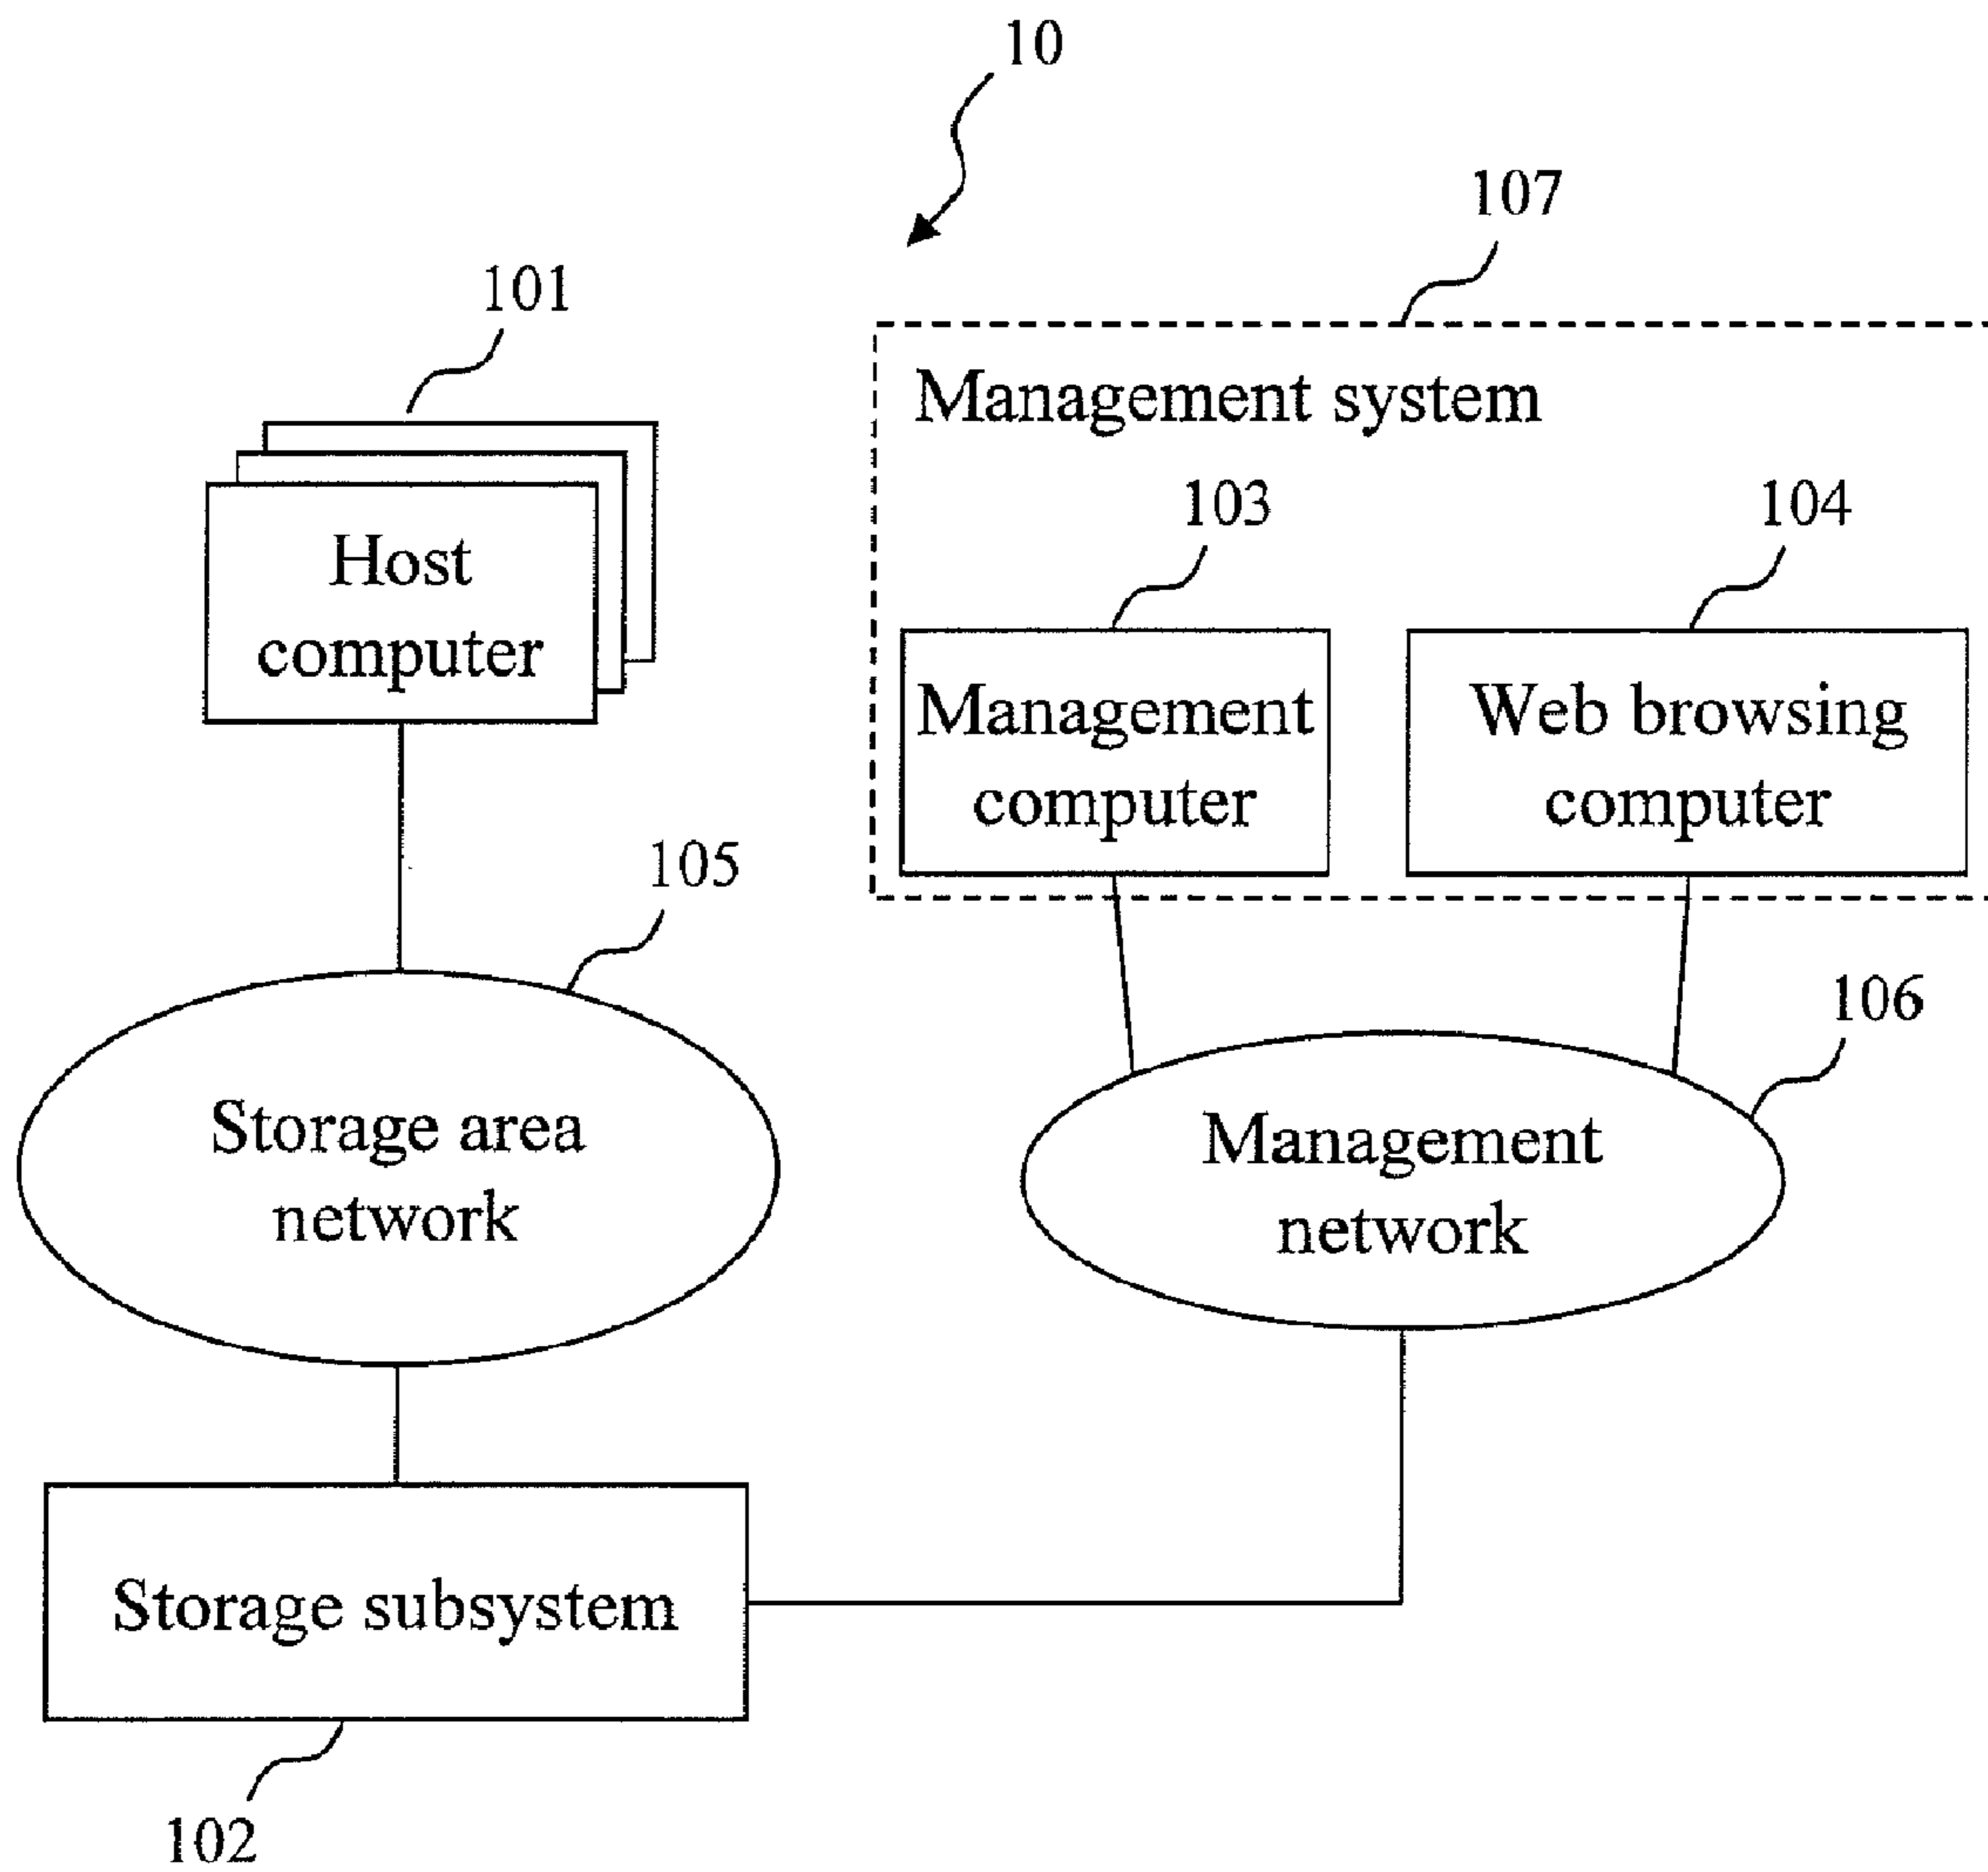 10
107
101
Management system
103
104
Host
computer
Management
computer
Web browsing
computer
105
106
Storage area
network
Management
network
Storage subsystem
102